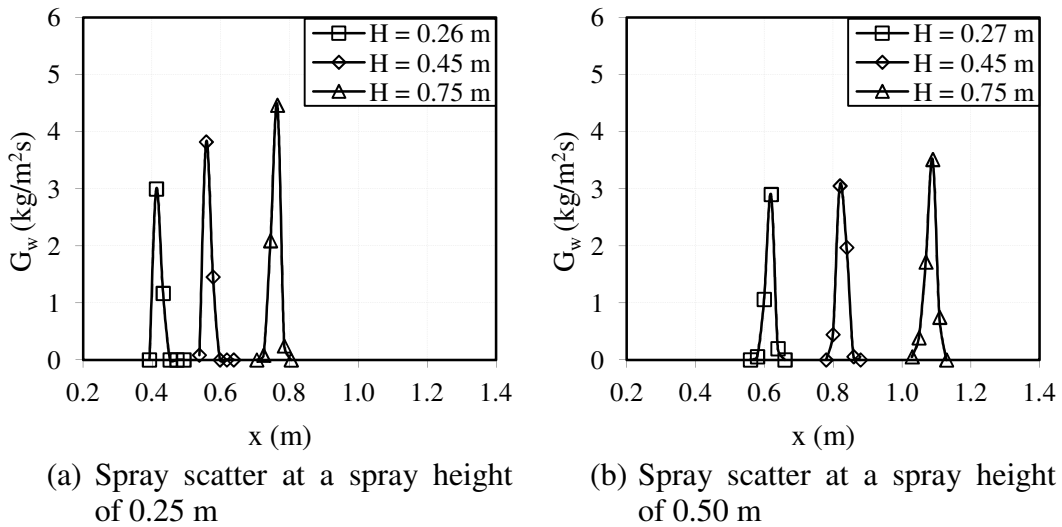 6
5
4
3
2
1
0
G_w (kg/m²s)
0.2 0.4 0.6 0.8 1.0 1.2 1.4
x (m)
H = 0.26 m
H = 0.45 m
H = 0.75 m
(a) Spray scatter at a spray height
of 0.25 m
6
5
4
3
2
1
0
G_w (kg/m²s)
0.2 0.4 0.6 0.8 1.0 1.2 1.4
x (m)
H = 0.27 m
H = 0.45 m
H = 0.75 m
(b) Spray scatter at a spray height
of 0.50 m